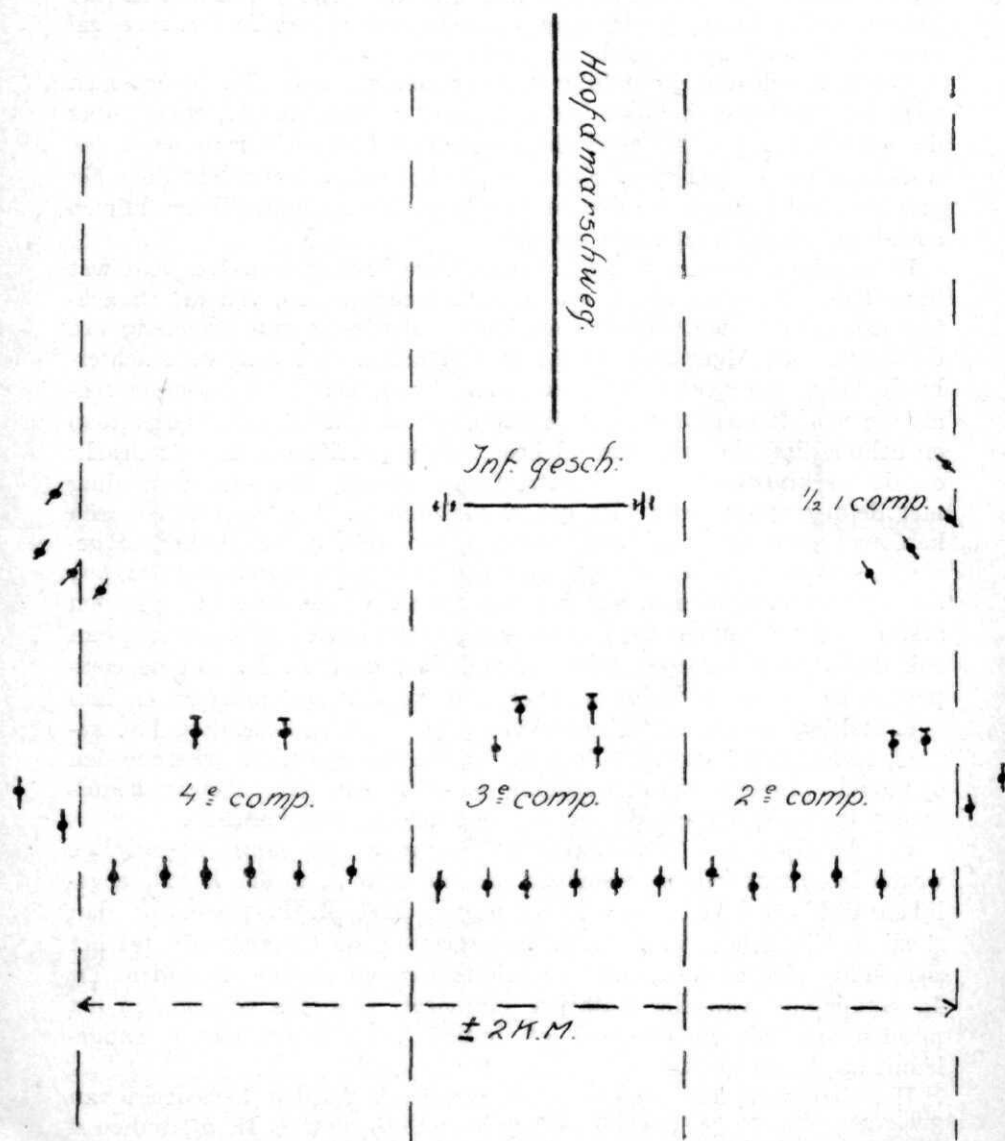 Hoofdmarschweg.
Inf. gesch:
½ 1 comp.
4e comp.
3e comp.
2e comp.
± 2 K.M.